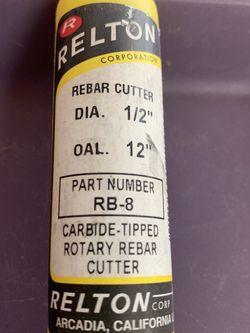 R
RELTON
CORPORATION
REBAR CUTTER
DIA. 1/2"
OAL. 12"
PART NUMBER
RB-8
CARBIDE-TIPPED
ROTARY REBAR
CUTTER
RELTON CORP
ARCADIA, CALIFORNIA